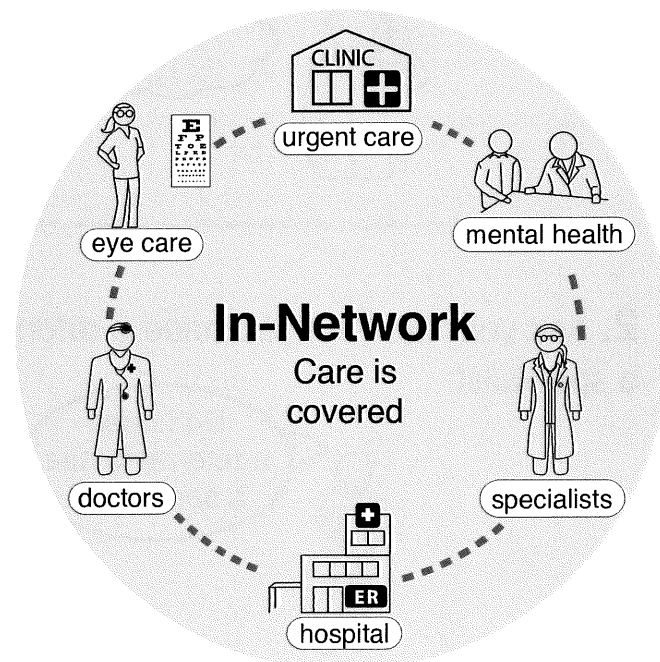 CLINIC
urgent care
E
F P
T O Z
eye care
mental health
In-Network
Care is
covered
doctors
specialists
ER
hospital